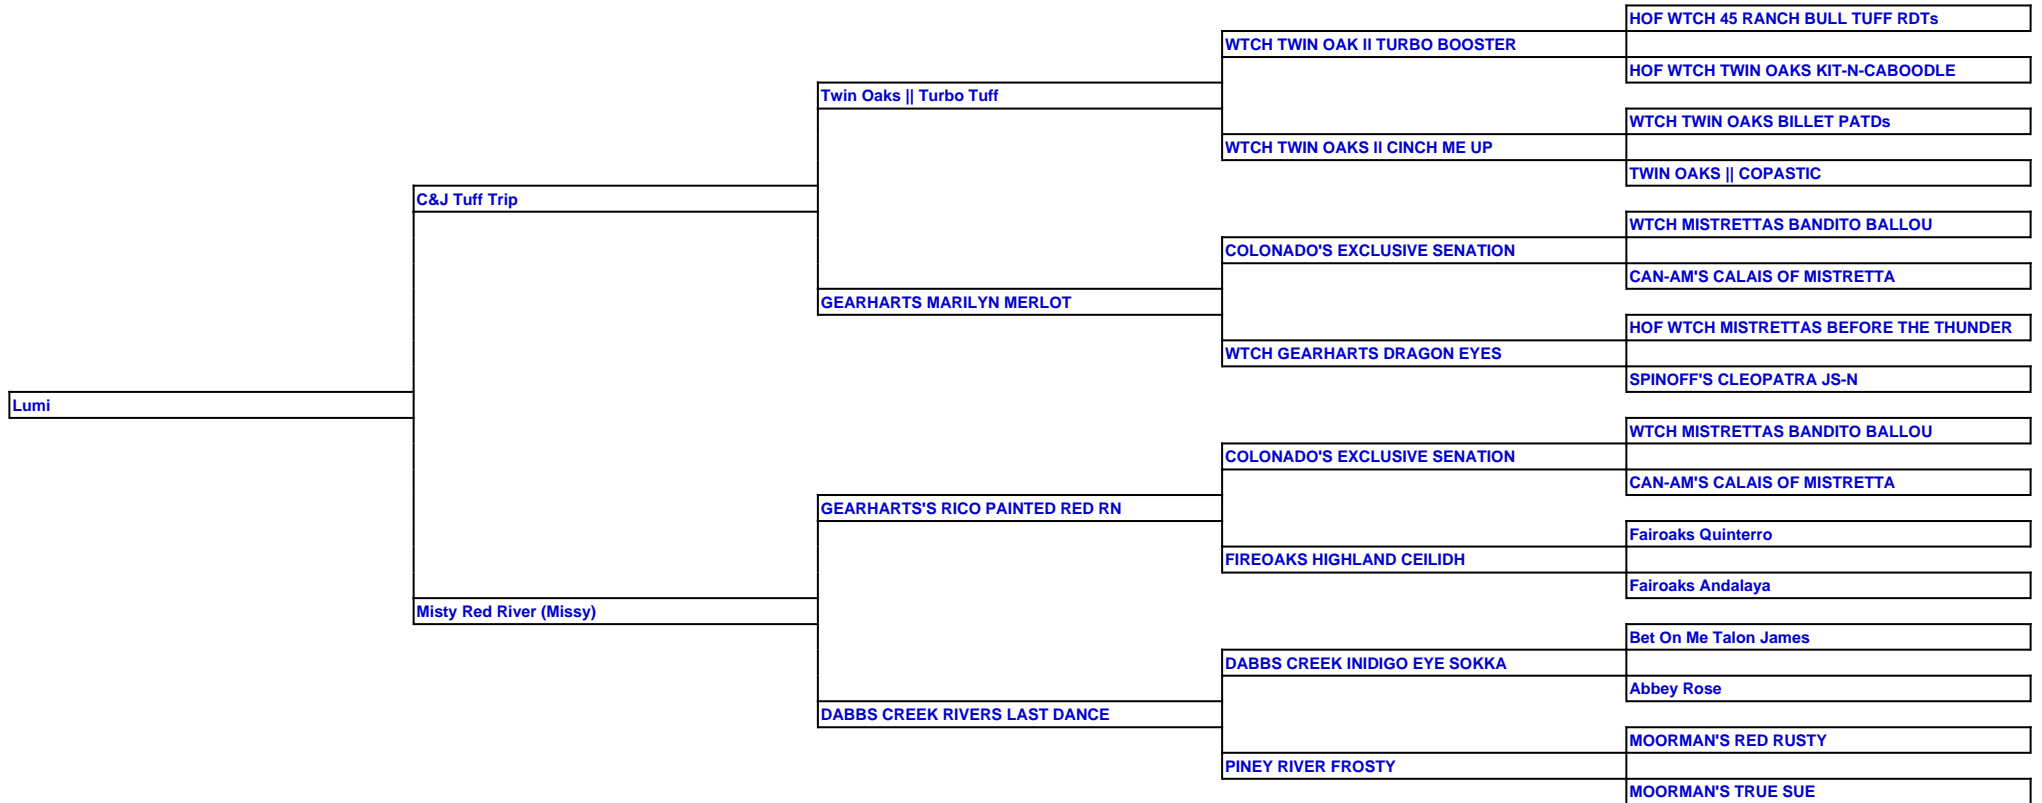 HOF WTCH 45 RANCH BULL TUFF RDTs
WTCH TWIN OAK II TURBO BOOSTER
HOF WTCH TWIN OAKS KIT-N-CABOODLE
Twin Oaks || Turbo Tuff
WTCH TWIN OAKS BILLET PATDs
WTCH TWIN OAKS II CINCH ME UP
TWIN OAKS || COPASTIC
C&J Tuff Trip
WTCH MISTRETTAS BANDITO BALLOU
COLONADO'S EXCLUSIVE SENATION
CAN-AM'S CALAIS OF MISTRETTA
GEARHARTS MARILYN MERLOT
HOF WTCH MISTRETTAS BEFORE THE THUNDER
WTCH GEARHARTS DRAGON EYES
SPINOFF'S CLEOPATRA JS-N
Lumi
WTCH MISTRETTAS BANDITO BALLOU
COLONADO'S EXCLUSIVE SENATION
CAN-AM'S CALAIS OF MISTRETTA
GEARHARTS'S RICO PAINTED RED RN
Fairoaks Quinterro
FIREOAKS HIGHLAND CEILIDH
Fairoaks Andalaya
Misty Red River (Missy)
Bet On Me Talon James
DABBS CREEK INIDIGO EYE SOKKA
Abbey Rose
DABBS CREEK RIVERS LAST DANCE
MOORMAN'S RED RUSTY
PINEY RIVER FROSTY
MOORMAN'S TRUE SUE